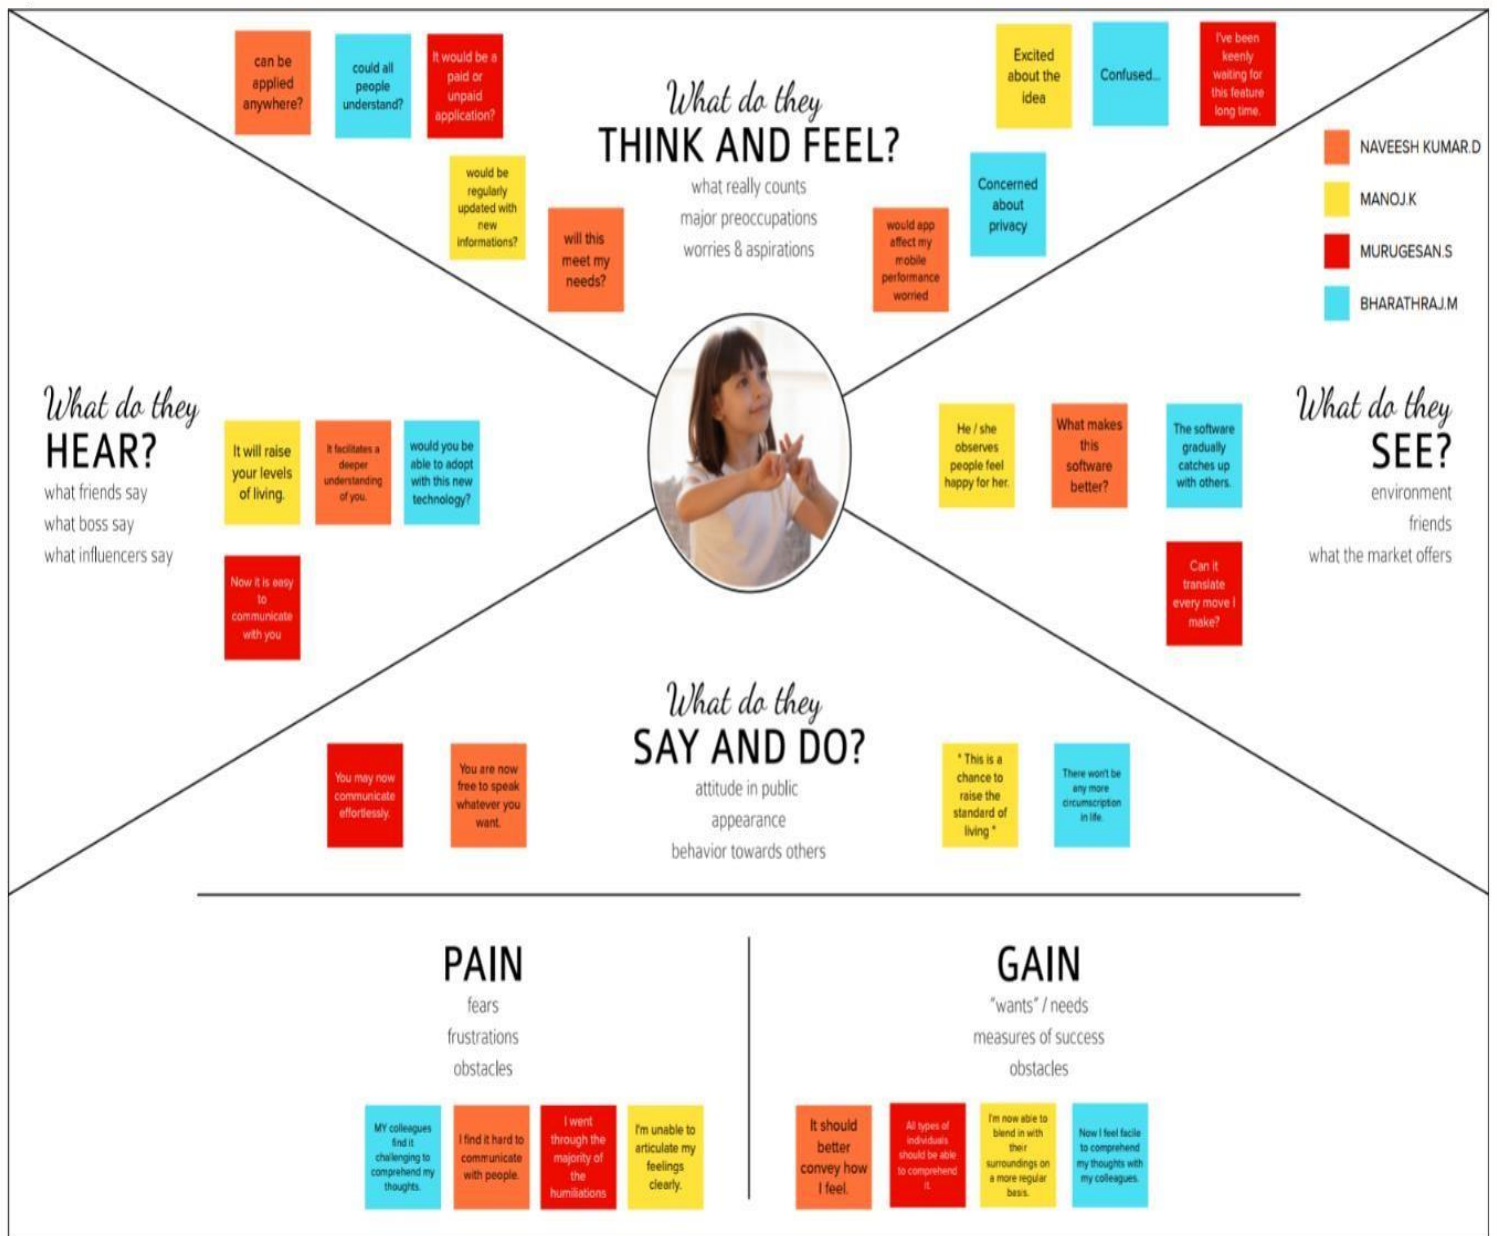 can be
applied
anywhere?
could all
people
understand?
It would be a
paid or
unpaid
application?
would be
regularly
updated with
new
informations?
will this
meet my
needs?
What do they
THINK AND FEEL?
what really counts
major preoccupations
worries & aspirations
Excited
about the
idea
Confused...
I've been
keenly
waiting for
this feature
long time.
Concerned
about
privacy
would app
affect my
mobile
performance
worried
NAVEESH KUMAR.D
MANOJ.K
MURUGESAN.S
BHARATHRAJ.M
What do they
HEAR?
what friends say
what boss say
what influencers say
It will raise
your levels
of living.
It facilitates a
deeper
understanding
of you.
would you be
able to adopt
with this new
technology?
Now it is easy
to
communicate
with you
He / she
observes
people feel
happy for her.
What makes
this
software
better?
The software
gradually
catches up
with others.
Can it
translate
every move I
make?
What do they
SEE?
environment
friends
what the market offers
What do they
SAY AND DO?
attitude in public
appearance
behavior towards others
You may now
communicate
effortlessly.
You are now
free to speak
whatever you
want.
" This is a
chance to
raise the
standard of
living "
There won't be
any more
circumscription
in life.
PAIN
fears
frustrations
obstacles
MY colleagues
find it
challenging to
comprehend my
thoughts.
I find it hard to
communicate
with people.
I went
through the
majority of
the
humiliations
I'm unable to
articulate my
feelings
clearly.
GAIN
"wants" / needs
measures of success
obstacles
It should
better
convey how
I feel.
All types of
individuals
should be able
to comprehend
it.
I'm now able to
blend in with
their
surroundings on
a more regular
basis.
Now I feel facile
to comprehend
my thoughts with
my colleagues.